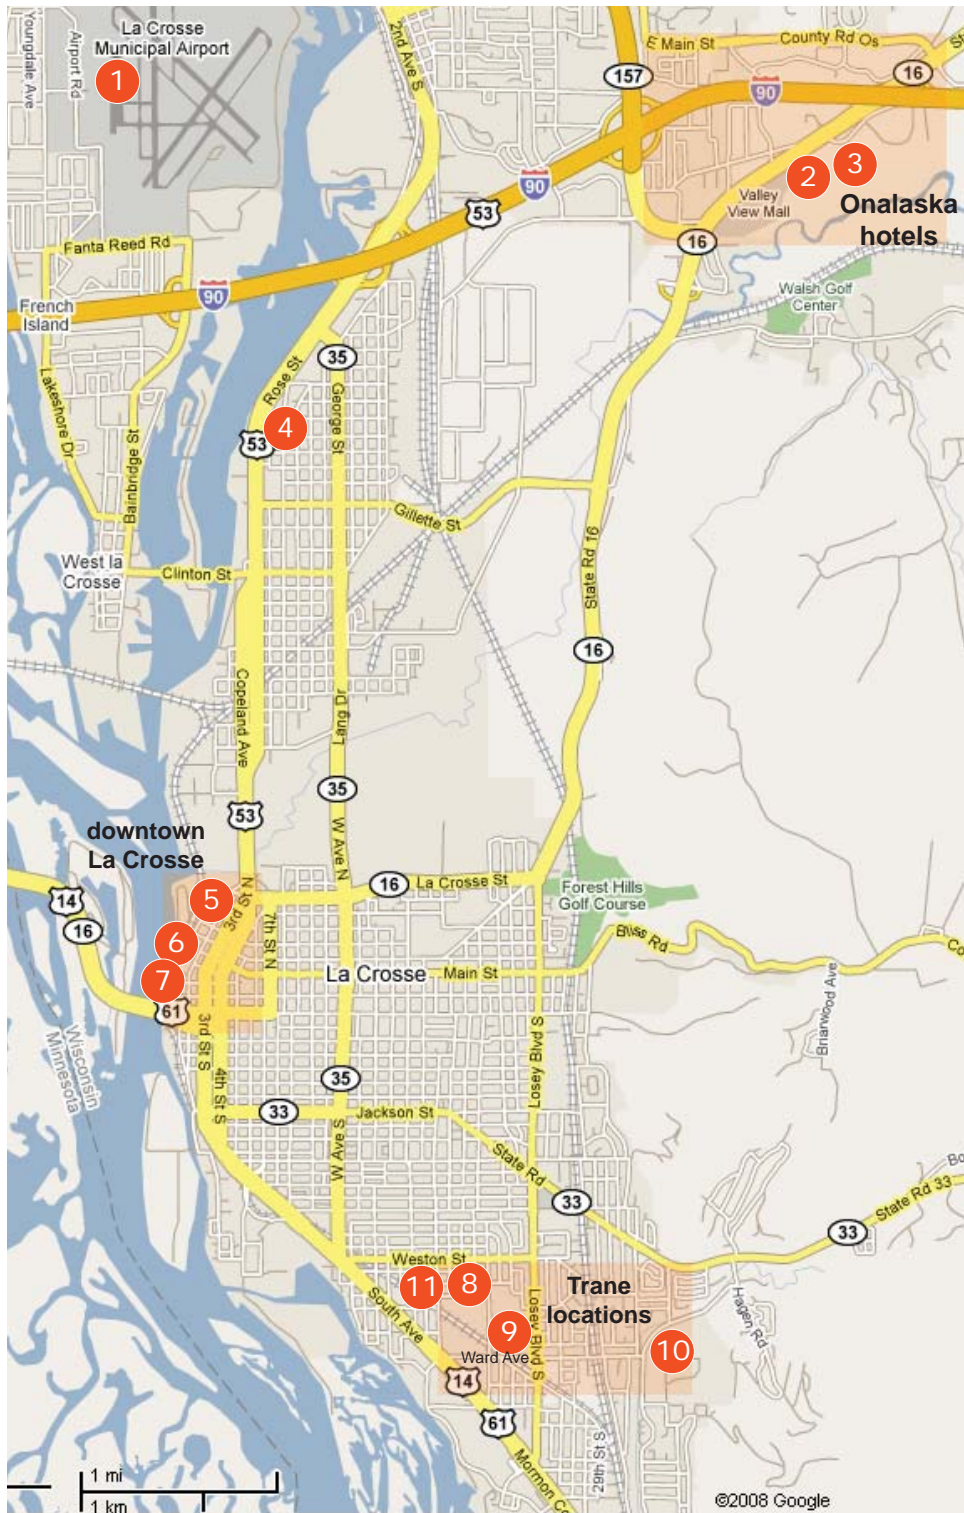 La Crosse
Municipal Airport
Youngdale Ave
Airport Rd
1
2nd Ave S
E Main St
County Rd Os
157
16
90
2
3
Valley
View Mall
Onalaska
hotels
90
53
16
Fanta Reed Rd
90
French
Island
Walsh Golf
Center
35
Rose St
George St
Lakeshore Dr
Bainbridge St
4
53
Gillette St
State Rd 16
West la
Crosse
Clinton St
16
Copeland Ave
Lang Dr
35
53
W Ave N
downtown
La Crosse
14
16
5
3rd St N
7th St N
16
La Crosse St
Forest Hills
Golf Course
Bliss Rd
6
7
61
La Crosse
Main St
Briarwood Ave
Wisconsin
Minnesota
3rd St S
4th St S
Losey Blvd S
35
33
Jackson St
W Ave S
State Rd
33
State Rd 33
33
Weston St
11
8
Trane
locations
Hagen Rd
South Ave
Losey Blvd S
9
Ward Ave
10
14
61
29th St S
1 mi
1 km
©2008 Google